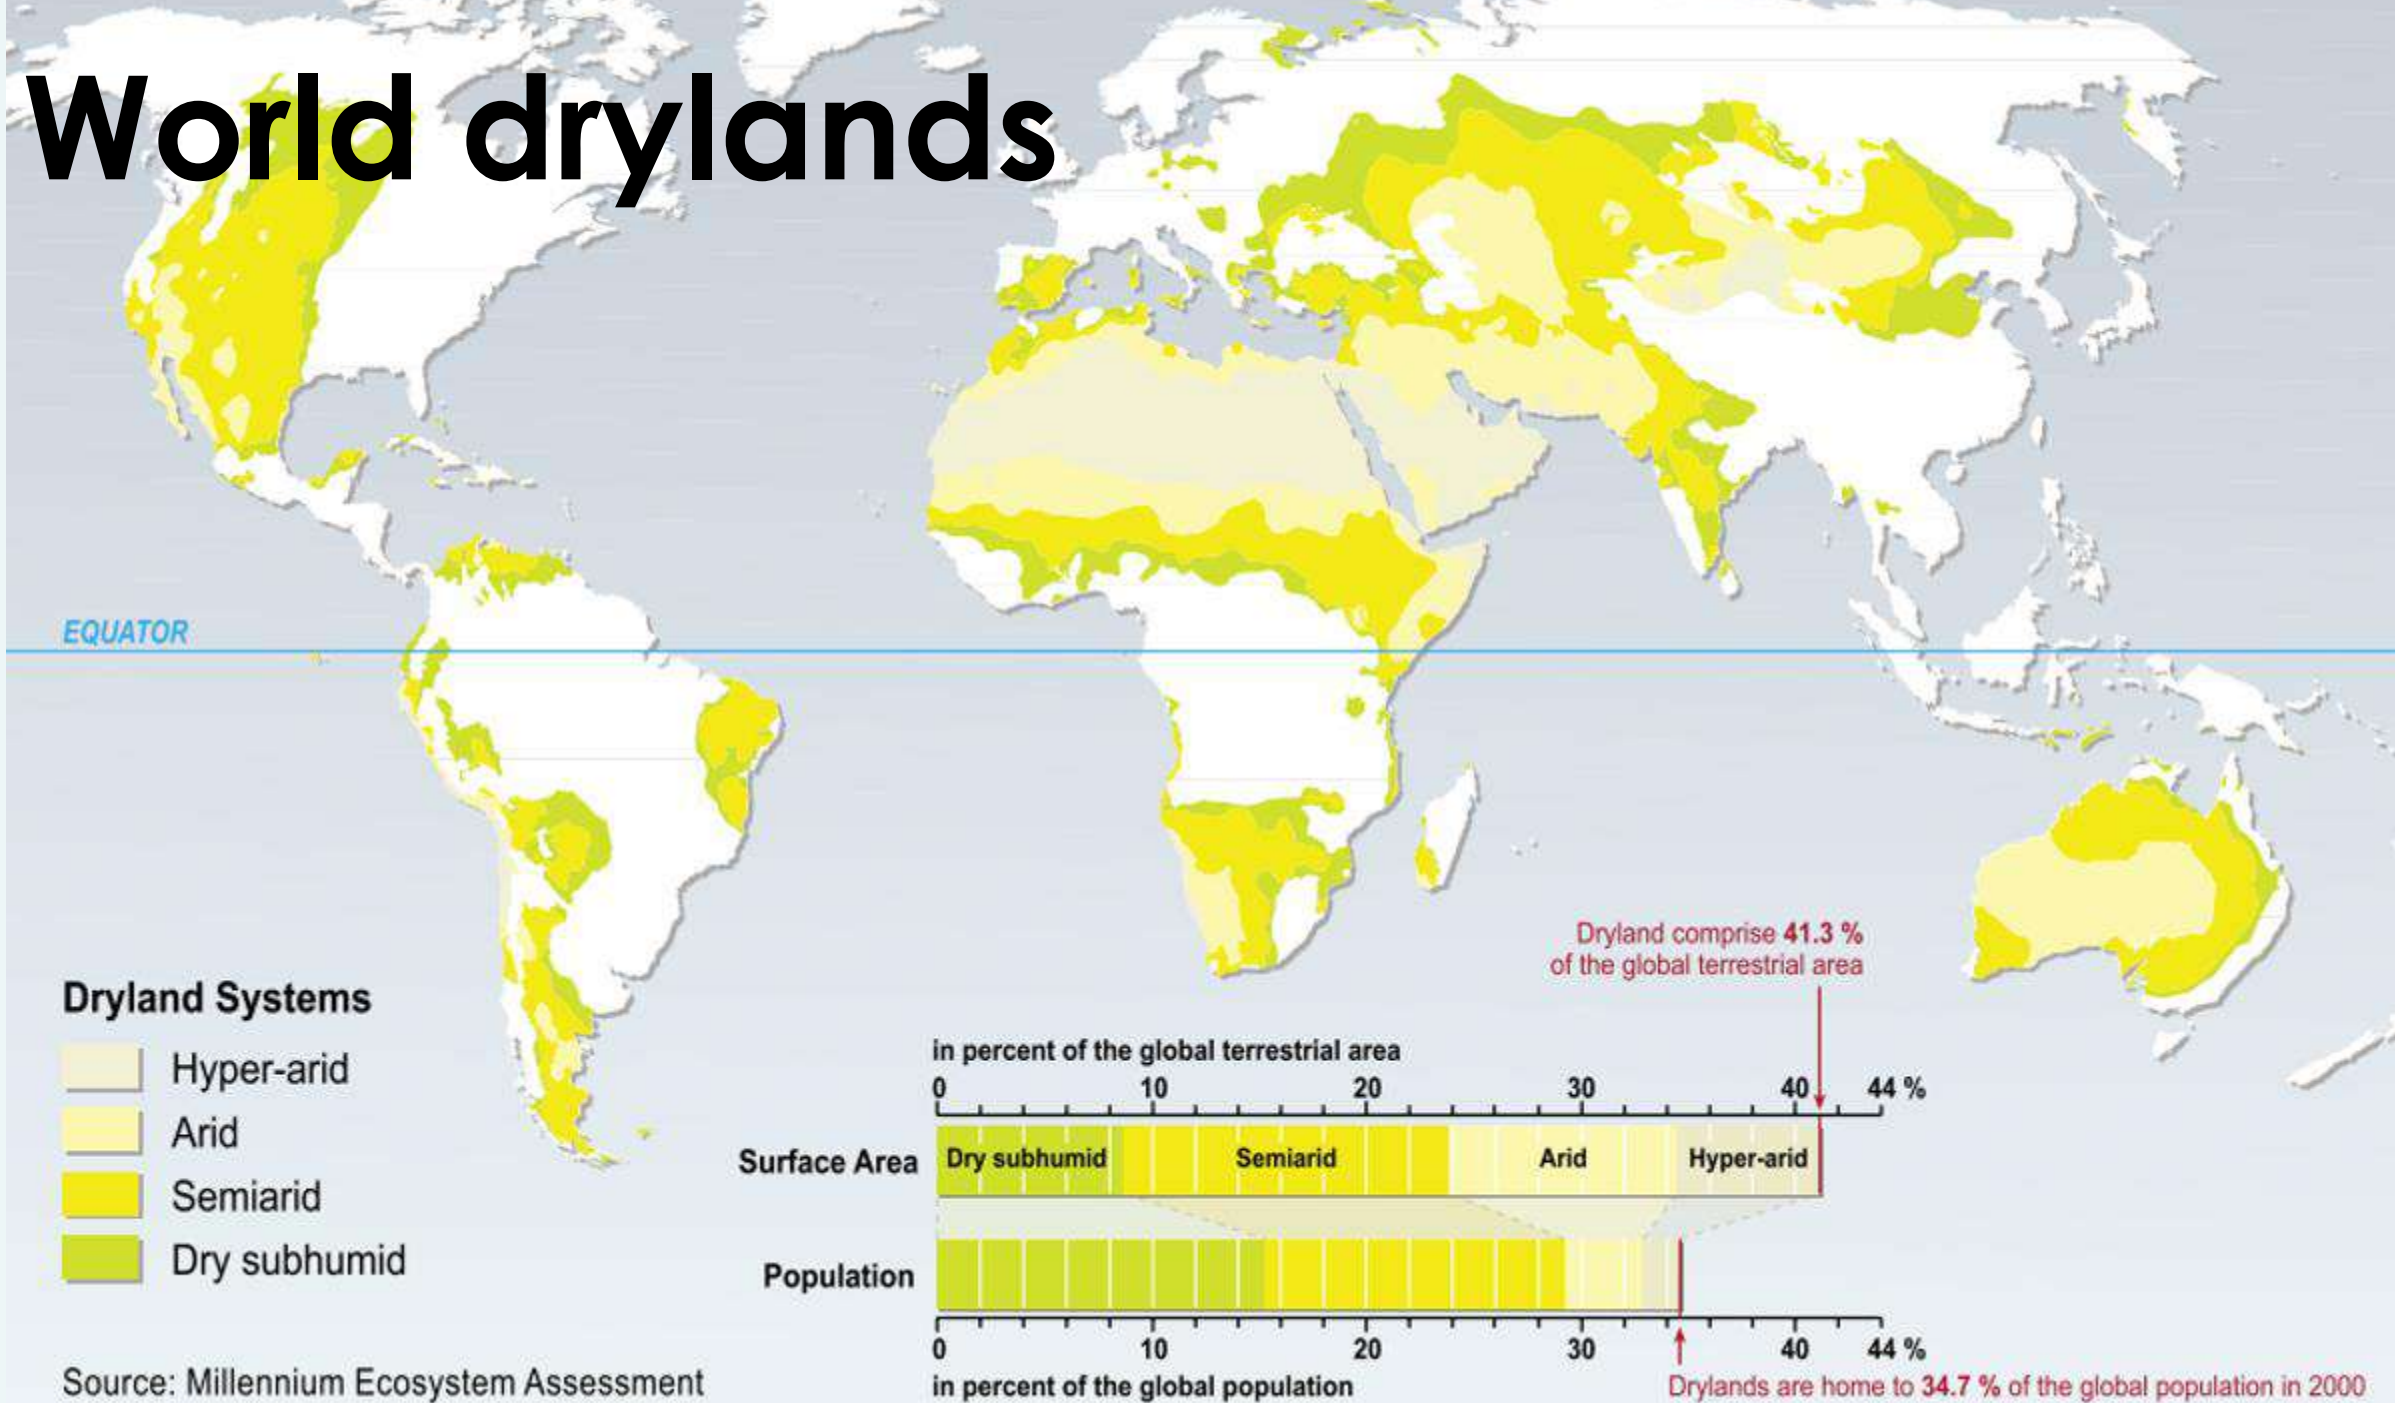 World drylands
EQUATOR
Dryland comprise 41.3 %
of the global terrestrial area
Dryland Systems
Hyper-arid
Arid
Semiarid
Dry subhumid
in percent of the global terrestrial area
0 10 20 30 40 44 %
Surface Area Dry subhumid Semiarid Arid Hyper-arid
Population
0 10 20 30 40 44 %
in percent of the global population
Drylands are home to 34.7 % of the global population in 2000
Source: Millennium Ecosystem Assessment